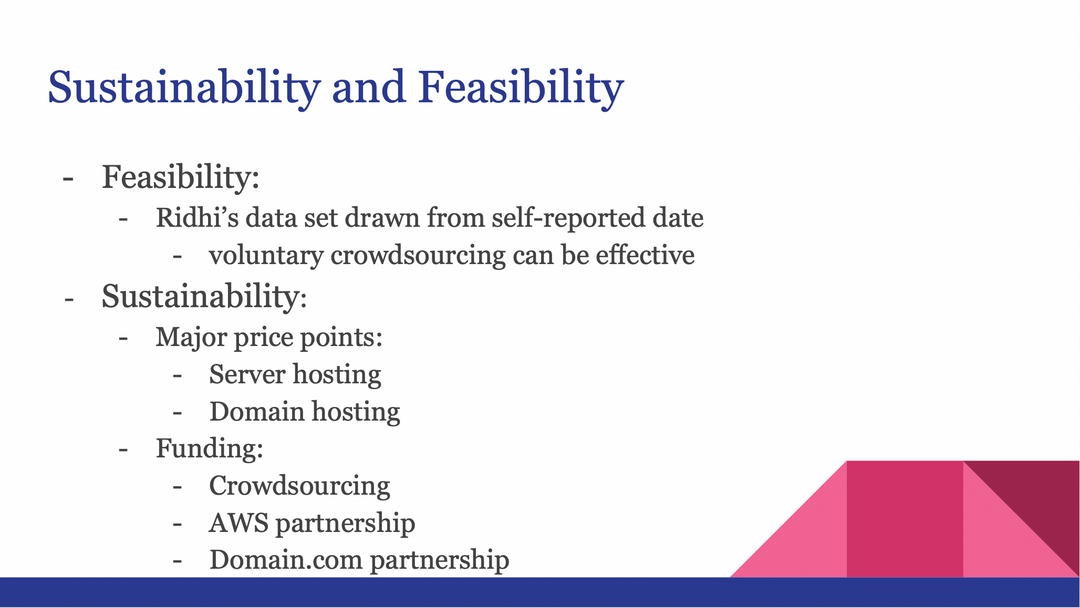 Sustainability and Feasibility
- Feasibility:
- Ridhi’s data set drawn from self-reported date
- voluntary crowdsourcing can be effective
- Sustainability:
- Major price points:
- Server hosting
- Domain hosting
- Funding:
- Crowdsourcing
- AWS partnership
- Domain.com partnership